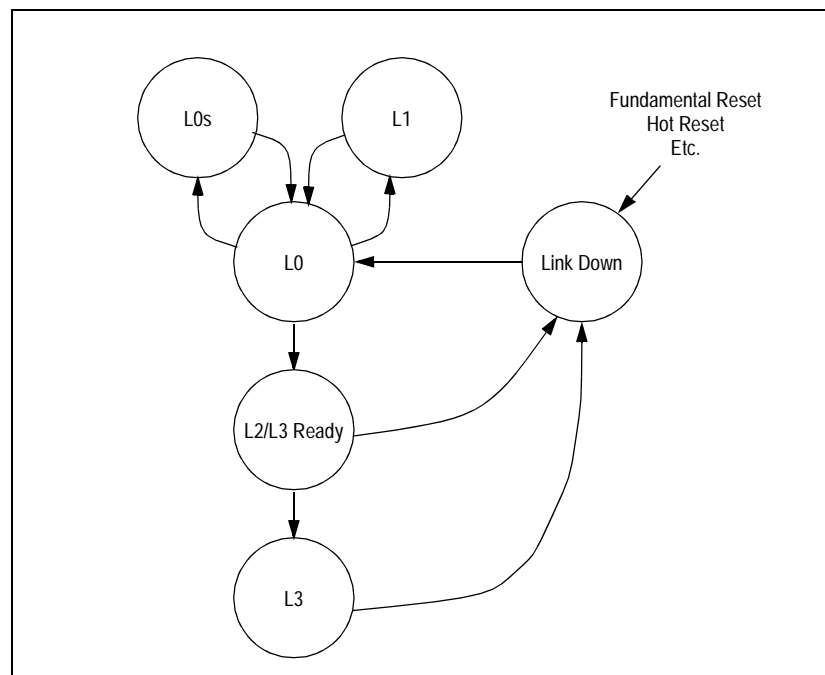 L0s
L1
Fundamental Reset
Hot Reset
Etc.
L0
Link Down
L2/L3 Ready
L3